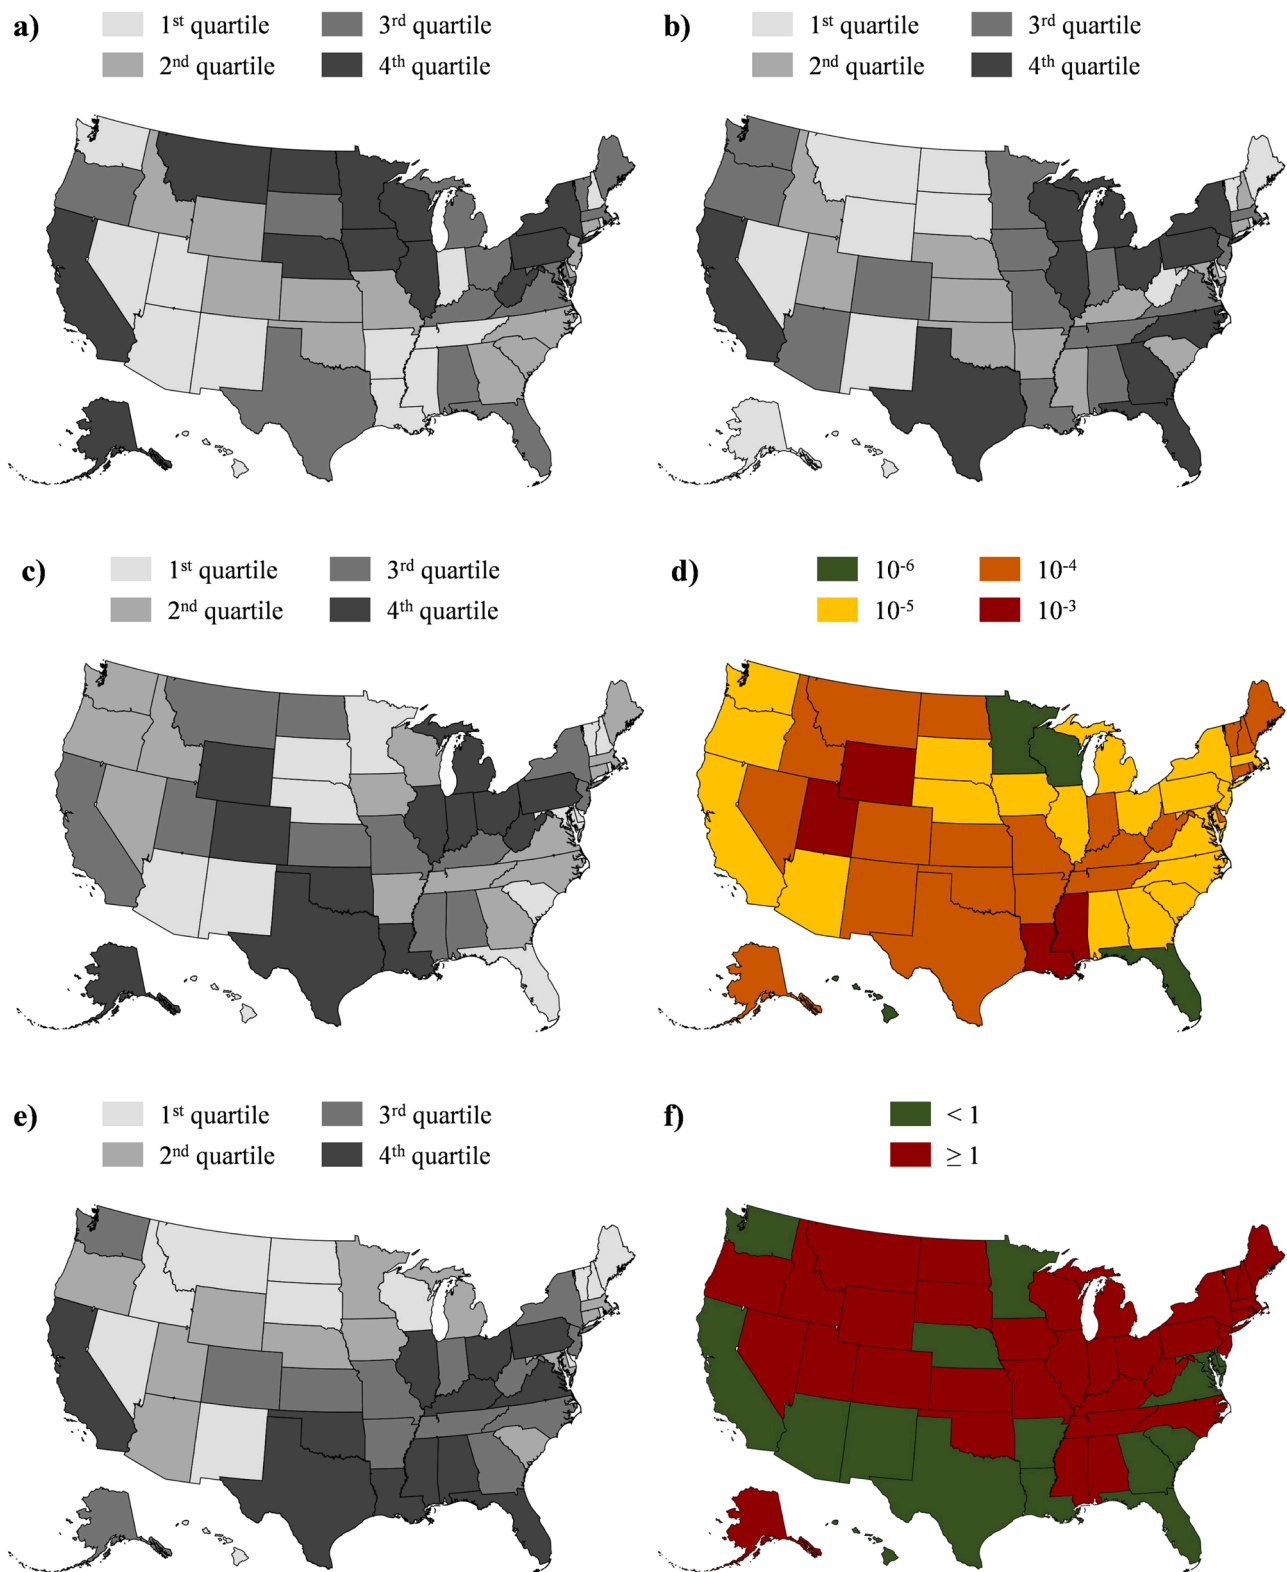 a) 1st quartile 3rd quartile b) 1st quartile 3rd quartile
2nd quartile 4th quartile 2nd quartile 4th quartile
c) 1st quartile 3rd quartile d) 10-6 10-4
2nd quartile 4th quartile 10-5 10-3
e) 1st quartile 3rd quartile f) < 1
2nd quartile 4th quartile ≥ 1